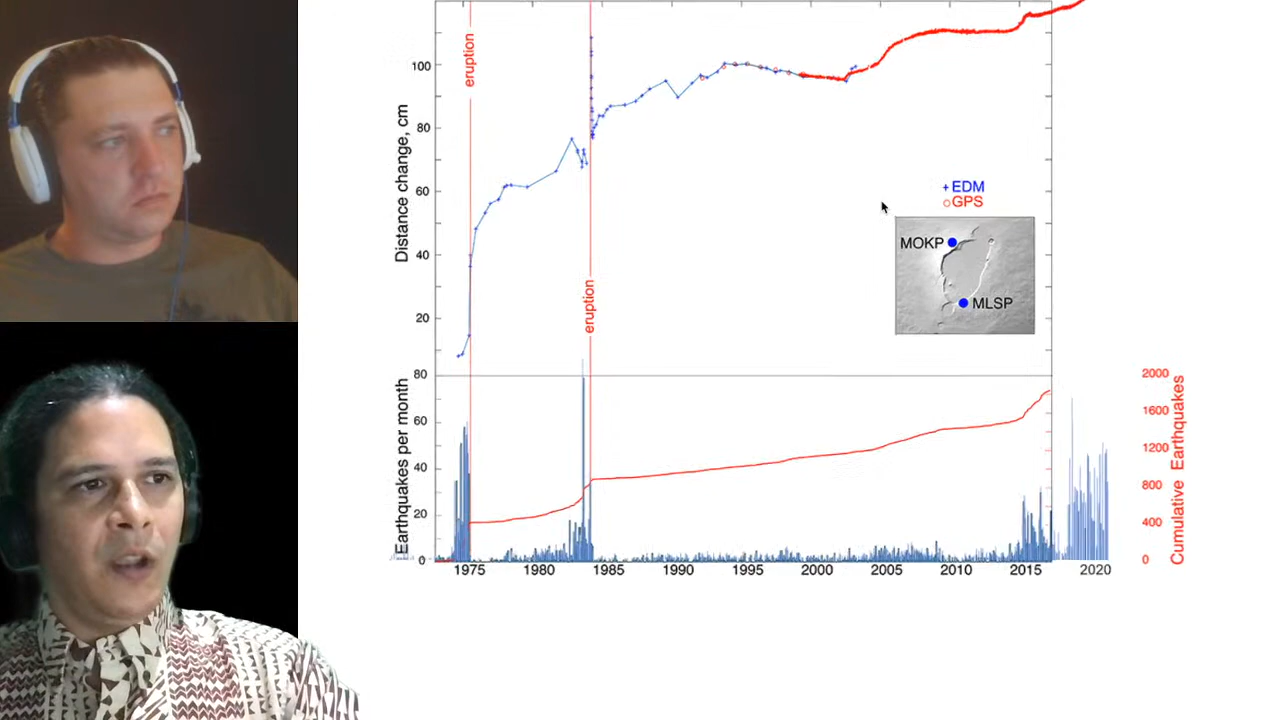 eruption
100
80
60
40
20
Distance change, cm
eruption
EDM
GPS
MOKP
MLSP
80
60
40
20
0
Earthquakes per month
2000
1600
1200
800
400
0
Cumulative Earthquakes
1975 1980 1985 1990 1995 2000 2005 2010 2015 2020